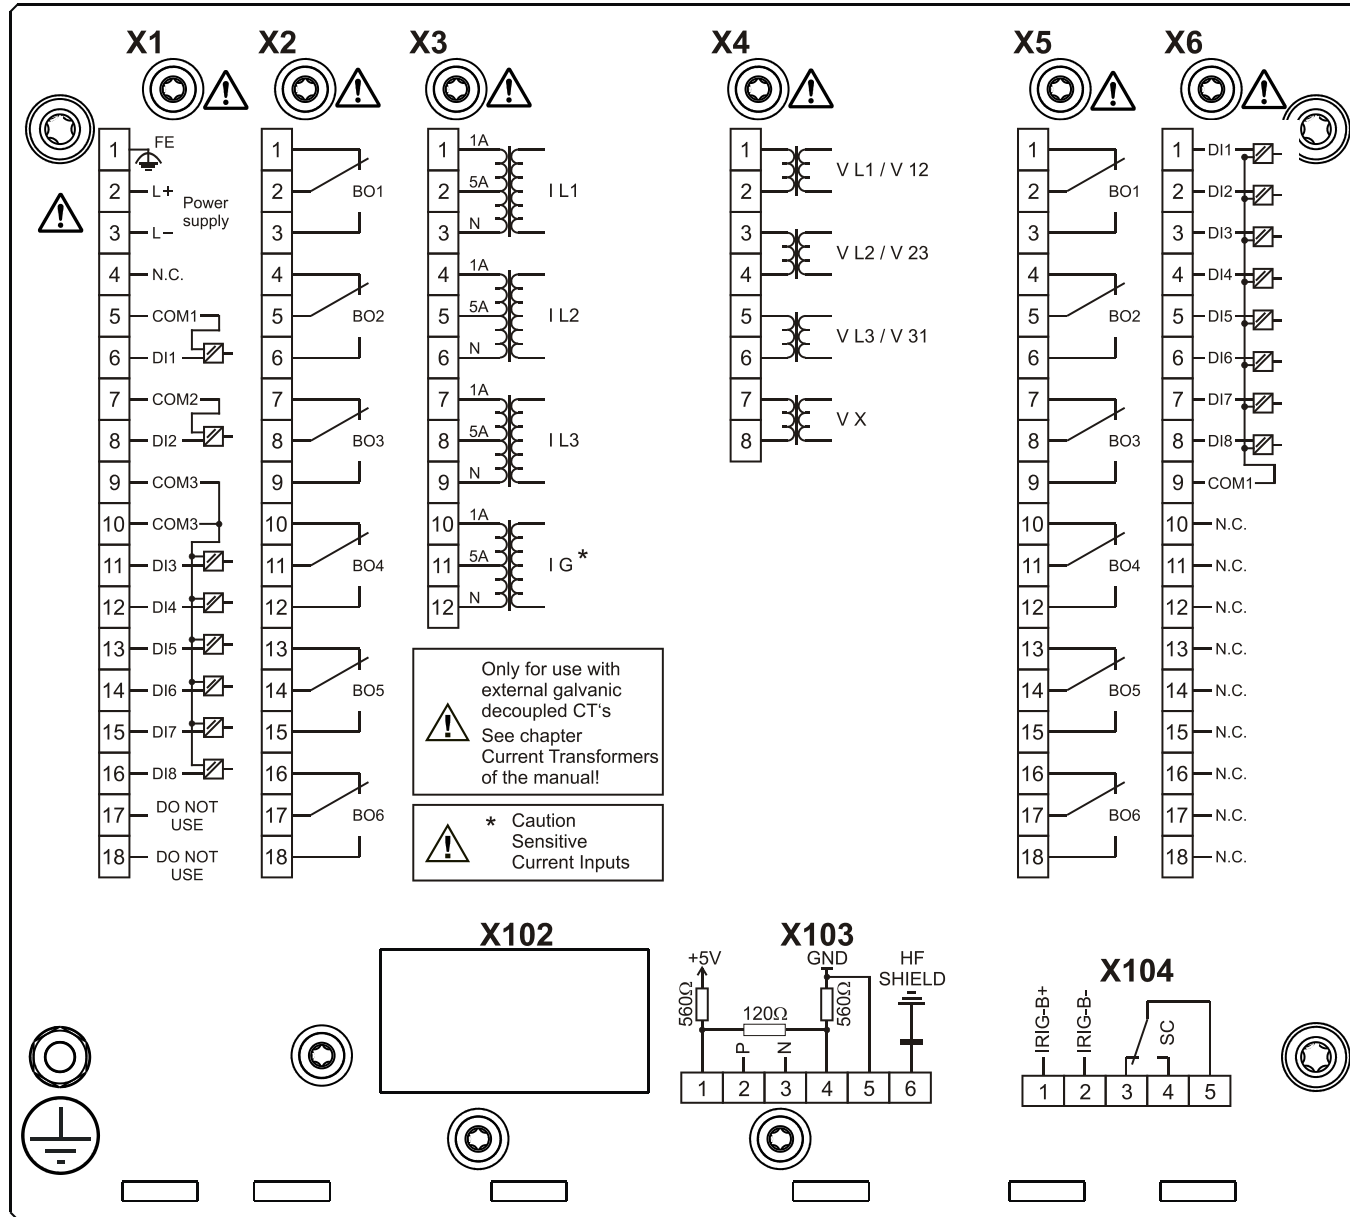 X1
X2
X3
X4
X5
X6
1 FE
2 L+
Power
supply
3 L–
4 N.C.
5 COM1
6 DI1
7 COM2
8 DI2
9 COM3
10 COM3
11 DI3
12 DI4
13 DI5
14 DI6
15 DI7
16 DI8
17 DO NOT
USE
18 DO NOT
USE
1
2 BO1
3
4
5 BO2
6
7
8 BO3
9
10
11 BO4
12
13
14 BO5
15
16
17 BO6
18
1 1A
2 5A I L1
3 N
4 1A
5 5A I L2
6 N
7 1A
8 5A I L3
9 N
10 1A
11 5A I G *
12 N
Only for use with
external galvanic
decoupled CT‘s
See chapter
Current Transformers
of the manual!
* Caution
Sensitive
Current Inputs
1
V L1 / V 12
2
3
V L2 / V 23
4
5
V L3 / V 31
6
7
V X
8
1
2 BO1
3
4
5 BO2
6
7
8 BO3
9
10
11 BO4
12
13
14 BO5
15
16
17 BO6
18
1 DI1
2 DI2
3 DI3
4 DI4
5 DI5
6 DI6
7 DI7
8 DI8
9 COM1
10 N.C.
11 N.C.
12 N.C.
13 N.C.
14 N.C.
15 N.C.
16 N.C.
17 N.C.
18 N.C.
X102
X103
+5V
GND
HF
SHIELD
560Ω
120Ω
560Ω
P
N
1 2 3 4 5 6
X104
IRIG-B+
IRIG-B-
SC
1 2 3 4 5